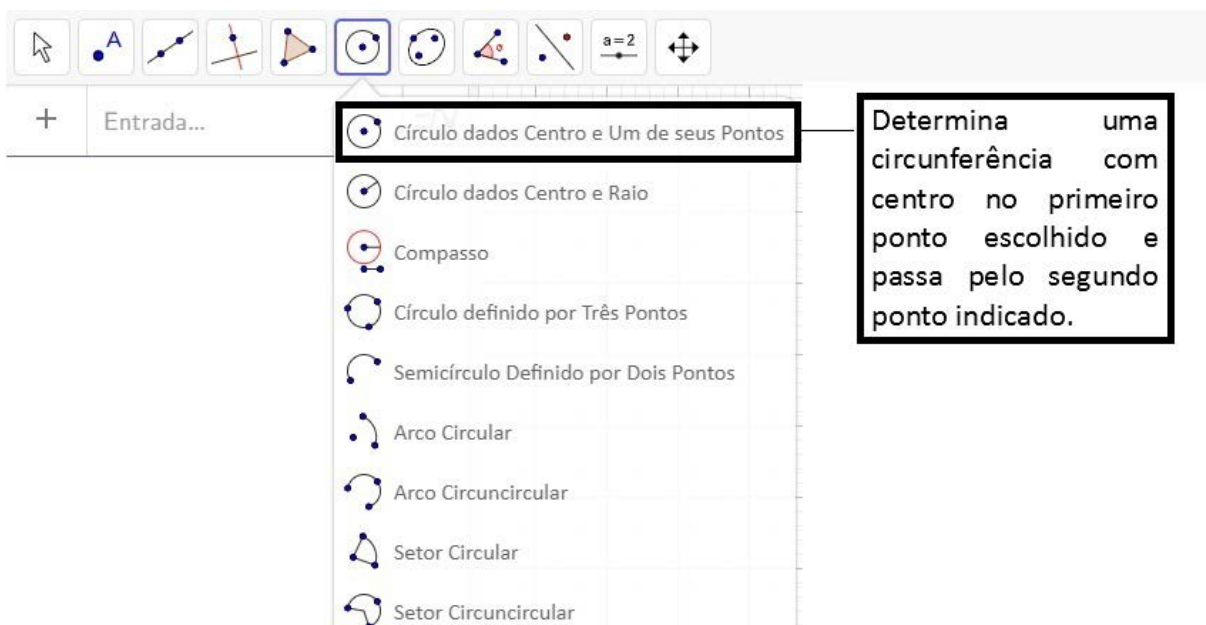 A
a=2
+
Entrada...
Círculo dados Centro e Um de seus Pontos
Círculo dados Centro e Raio
Compasso
Círculo definido por Três Pontos
Semicírculo Definido por Dois Pontos
Arco Circular
Arco Circuncircular
Setor Circular
Setor Circuncircular
Determina uma
circunferência com
centro no primeiro
ponto escolhido e
passa pelo segundo
ponto indicado.